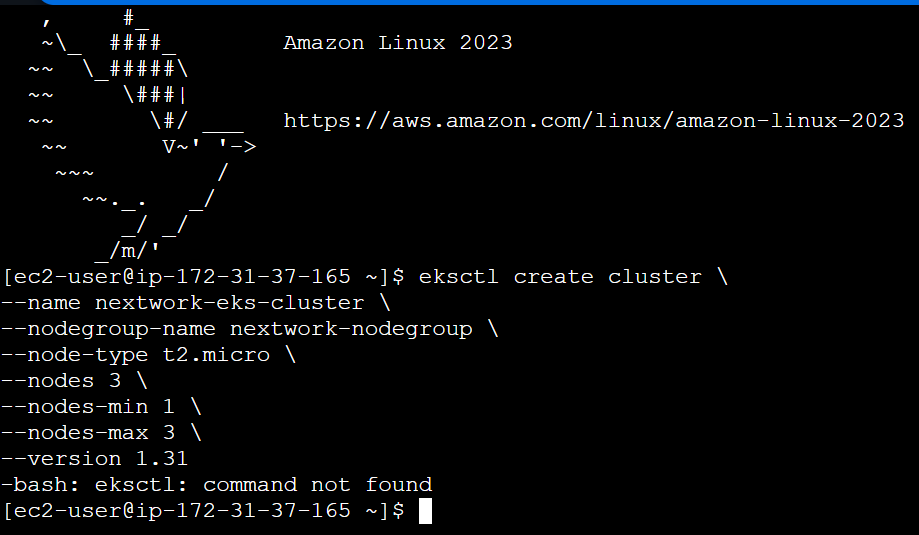 ,     #_
   ~\_  ####_        Amazon Linux 2023
  ~~  \_#####\
  ~~     \###|
  ~~       \#/ ___   https://aws.amazon.com/linux/amazon-linux-2023
   ~~       V~' '->
    ~~~         /
      ~~._.   _/
         _/ _/
       _/m/'
[ec2-user@ip-172-31-37-165 ~]$ eksctl create cluster \
--name nextwork-eks-cluster \
--nodegroup-name nextwork-nodegroup \
--node-type t2.micro \
--nodes 3 \
--nodes-min 1 \
--nodes-max 3 \
--version 1.31
-bash: eksctl: command not found
[ec2-user@ip-172-31-37-165 ~]$